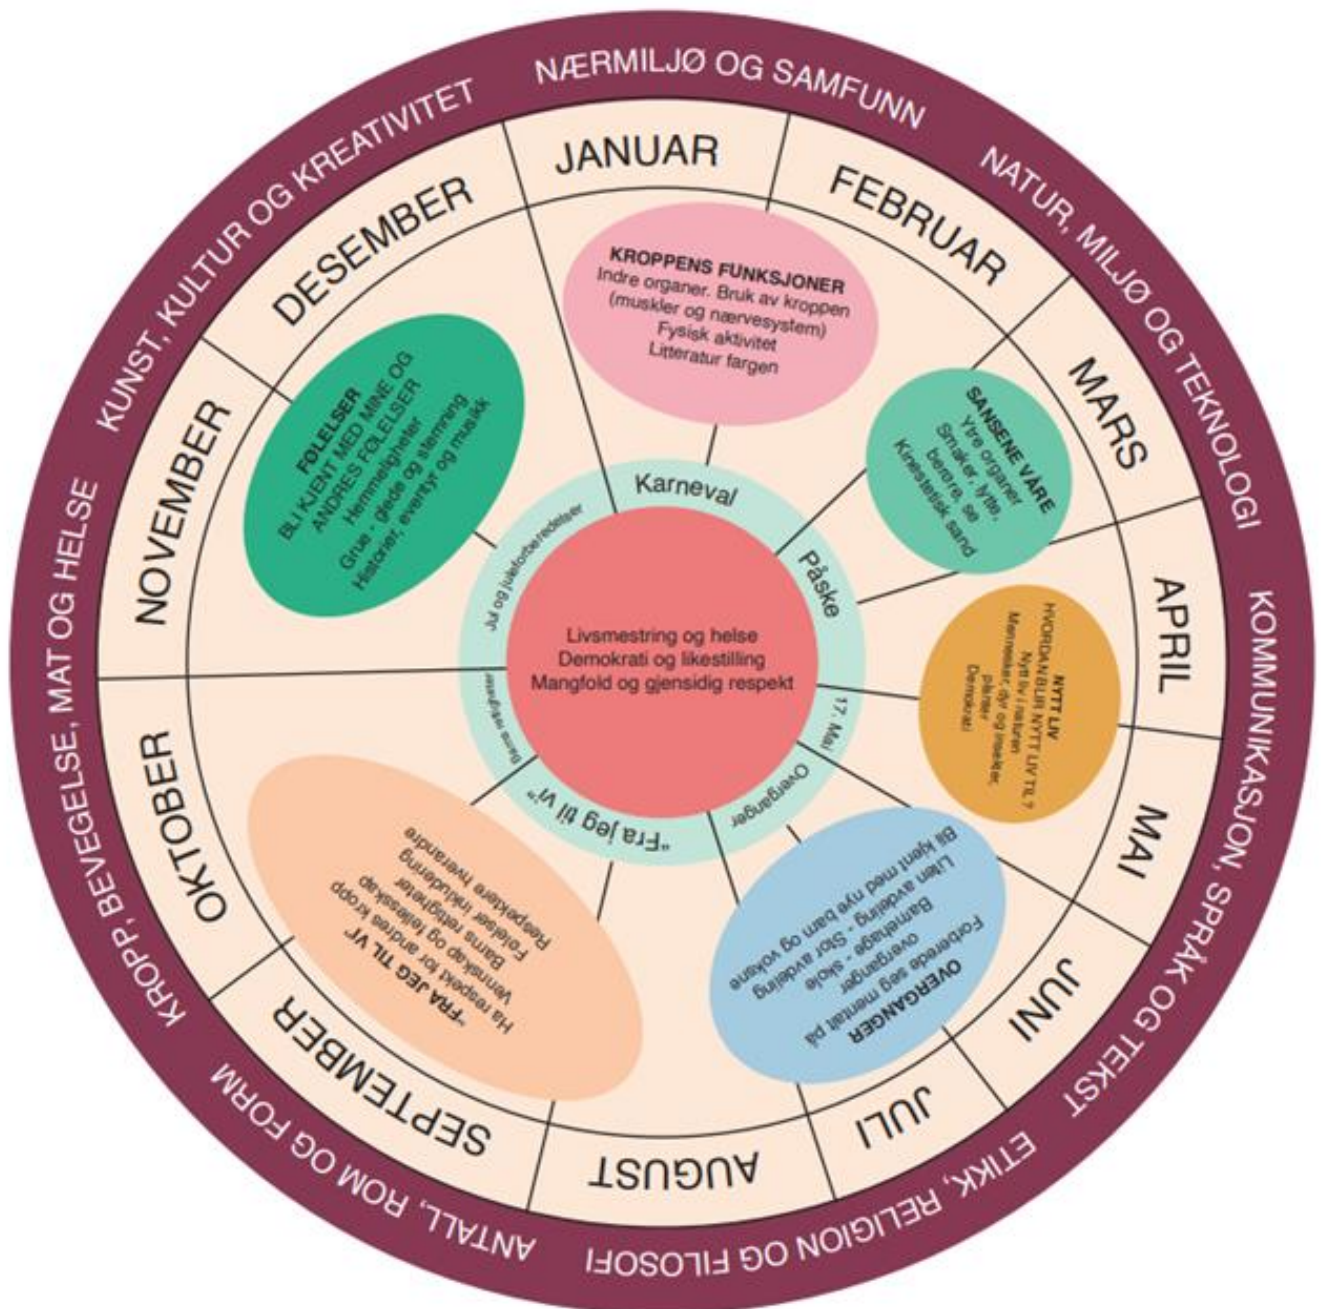 NÆRMILJØ OG SAMFUNN
NATUR, MILJØ OG TEKNOLOGI
KOMMUNIKASJON, SPRÅK OG TEKST
ETIKK, RELIGION OG FILOSOFI
ANTALL, ROM OG FORM
KROPP, BEVEGELSE, MAT OG HELSE
KUNST, KULTUR OG KREATIVITET
JANUAR
FEBRUAR
MARS
APRIL
MAI
JUNI
JULI
AUGUST
SEPTEMBER
OKTOBER
NOVEMBER
DESEMBER
KROPPENS FUNKSJONER
Indre organer. Bruk av kroppen
(muskler og nærvesystem)
Fysisk aktivitet
Litteratur fargen
SANSENE VÅRE
Ytre organer
Smaker, lytte,
berøre, se
Kinestetisk sand
NYTT LIV
HVORDAN BLIR NYTT LIV TIL ?
Nytt liv i naturen
Mennesker, dyr og insekter,
planter
Demokrati
OVERGANGER
Forberede seg mentalt på
overganger
Barnehage - skole
Liten avdeling - Stor avdeling
Bli kjent med nye barn og voksne
"FRA JEG TIL VI"
Ha respekt for andres kropp
Vennskap og fellesskap
Barns rettigheter
Følelser inkludering
Respektere hverandre
FØLELSER
BLI KJENT MED MINE OG
ANDRES FØLELSER
Hemmeligheter
Grue - glede og stemning
Historier, eventyr og musikk
Karneval
Påske
17. Mai
Overganger
"Fra jeg til vi"
Barns rettigheter
Jul og juleforberedelser
Livsmestring og helse
Demokrati og likestilling
Mangfold og gjensidig respekt